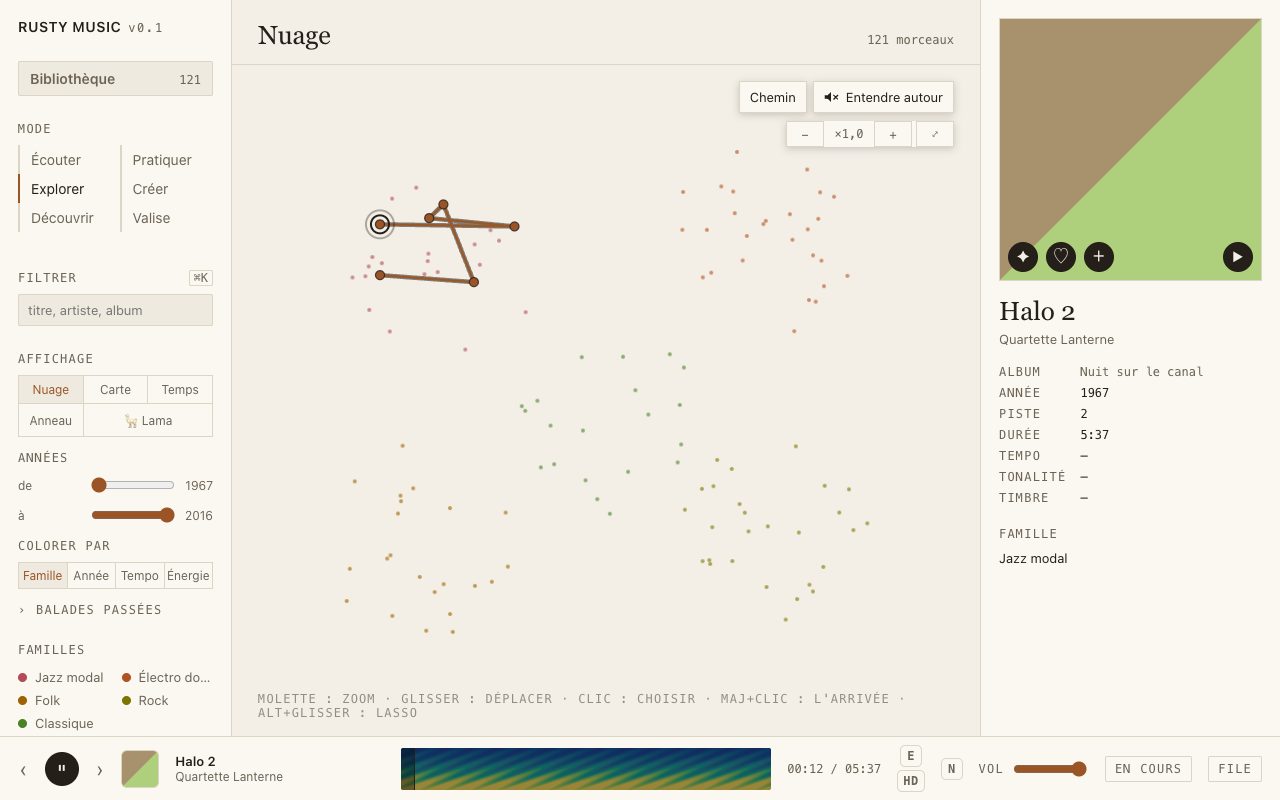 RUSTY MUSIC v0.1
Bibliothèque 121
MODE
Écouter Pratiquer
Explorer Créer
Découvrir Valise
FILTRER ⌘K
titre, artiste, album
AFFICHAGE
Nuage Carte Temps
Anneau 🦙 Lama
ANNÉES
de 1967
à 2016
COLORER PAR
Famille Année Tempo Énergie
› BALADES PASSÉES
FAMILLES
Jazz modal Électro do…
Folk Rock
Classique
Nuage
121 morceaux
Chemin Entendre autour
− ×1,0 + ⤢
MOLETTE : ZOOM · GLISSER : DÉPLACER · CLIC : CHOISIR · MAJ+CLIC : L'ARRIVÉE ·
ALT+GLISSER : LASSO
Halo 2
Quartette Lanterne
ALBUM Nuit sur le canal
ANNÉE 1967
PISTE 2
DURÉE 5:37
TEMPO —
TONALITÉ —
TIMBRE —
FAMILLE
Jazz modal
Halo 2
Quartette Lanterne
00:12 / 05:37
E
HD
N
VOL
EN COURS
FILE